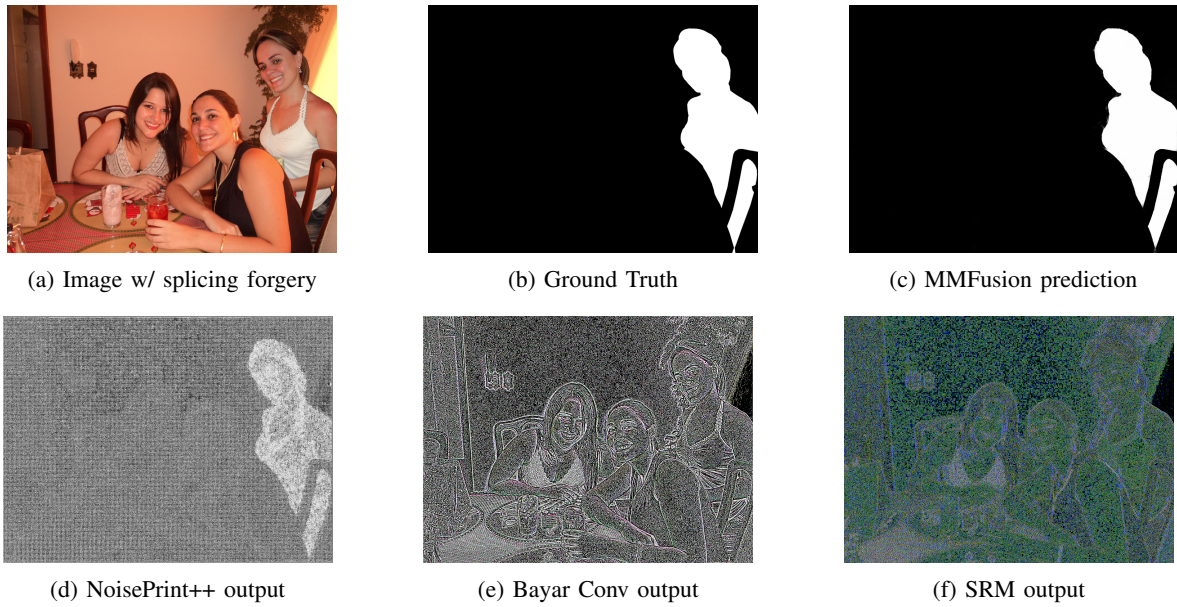 (a) Image w/ splicing forgery
(b) Ground Truth
(c) MMFusion prediction
(d) NoisePrint++ output
(e) Bayar Conv output
(f) SRM output